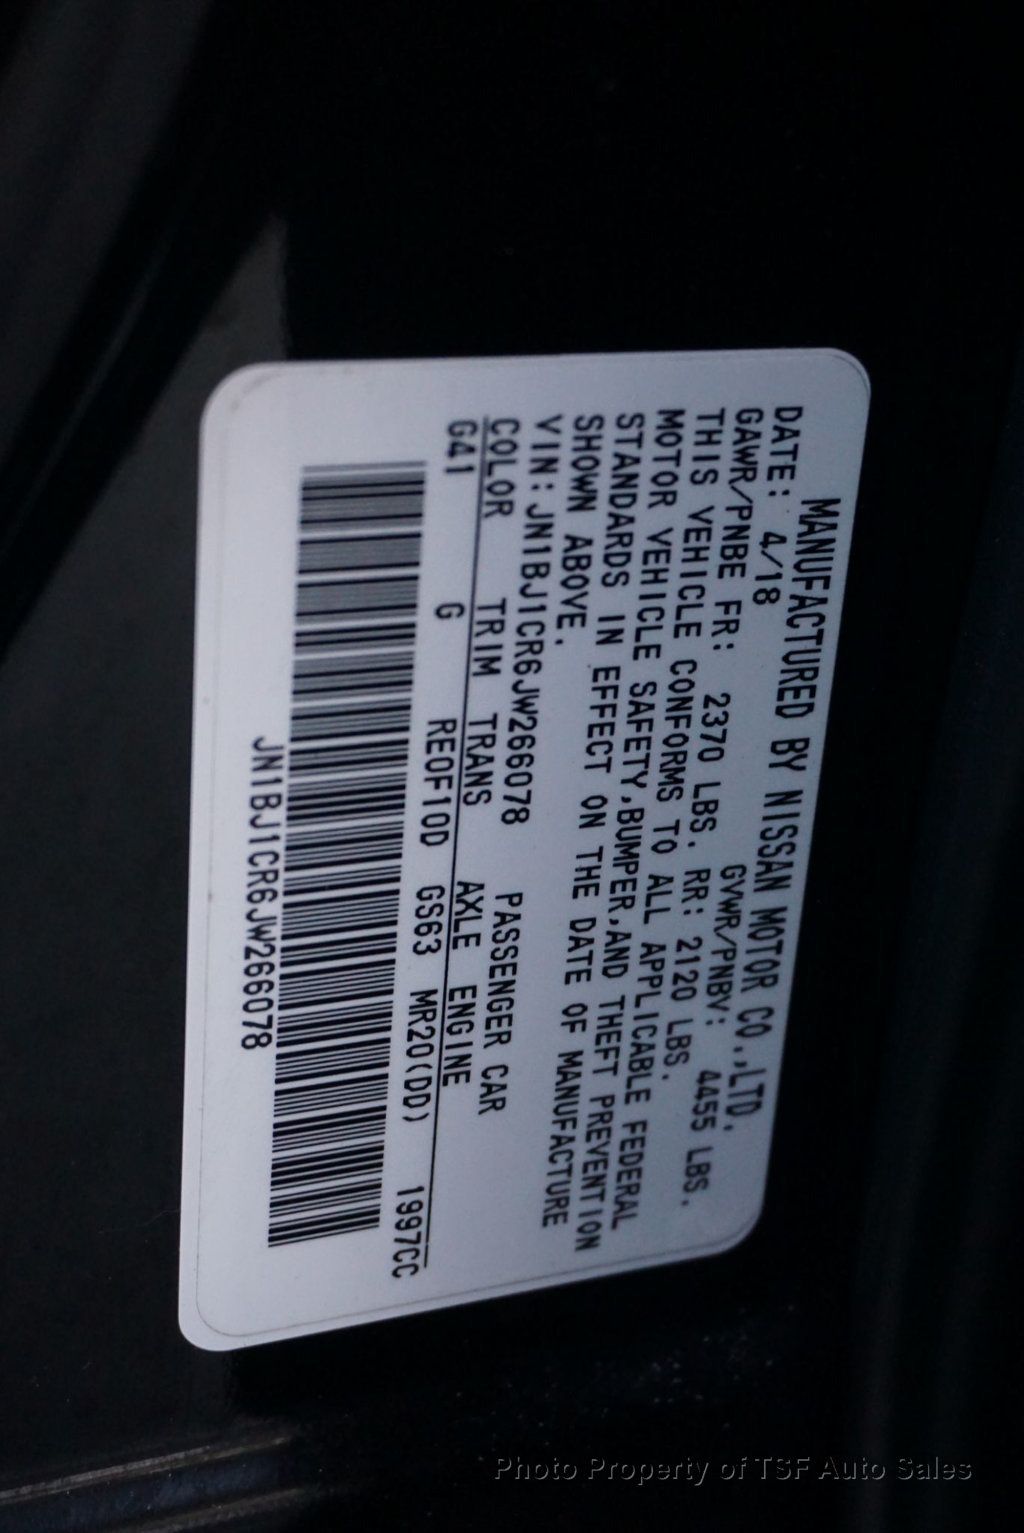 MANUFACTURED BY NISSAN MOTOR CO.,LTD.
DATE: 4/18 GVWR/PNBV: 4455 LBS.
GAWR/PNBE FR: 2370 LBS. RR: 2120 LBS.
THIS VEHICLE CONFORMS TO ALL APPLICABLE FEDERAL
MOTOR VEHICLE SAFETY,BUMPER,AND THEFT PREVENTION
STANDARDS IN EFFECT ON THE DATE OF MANUFACTURE
SHOWN ABOVE.
VIN:JN1BJ1CR6JW266078 PASSENGER CAR
COLOR TRIM TRANS AXLE ENGINE
G41 G RE0F10D GS63 MR20(DD) 1997CC
JN1BJ1CR6JW266078
Photo Property of TSF Auto Sales